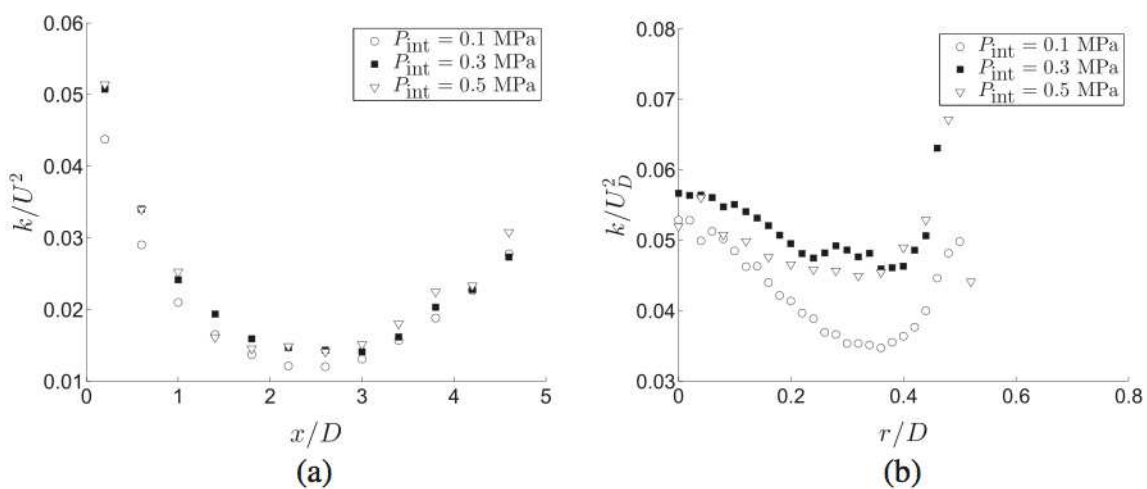 0.06
0.05
0.04
0.03
0.02
0.01
0 1 2 3 4 5
k/U²
x/D
P_int = 0.1 MPa
P_int = 0.3 MPa
P_int = 0.5 MPa
(a)
0.08
0.07
0.06
0.05
0.04
0.03
0 0.2 0.4 0.6 0.8
k/U_D²
r/D
P_int = 0.1 MPa
P_int = 0.3 MPa
P_int = 0.5 MPa
(b)